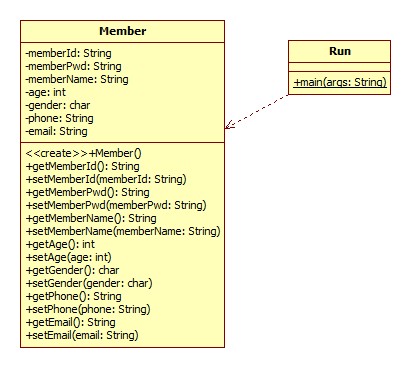 Member
-memberId: String
-memberPwd: String
-memberName: String
-age: int
-gender: char
-phone: String
-email: String
<<create>>+Member()
+getMemberId(): String
+setMemberId(memberId: String)
+getMemberPwd(): String
+setMemberPwd(memberPwd: String)
+getMemberName(): String
+setMemberName(memberName: String)
+getAge(): int
+setAge(age: int)
+getGender(): char
+setGender(gender: char)
+getPhone(): String
+setPhone(phone: String)
+getEmail(): String
+setEmail(email: String)
Run
+main(args: String)